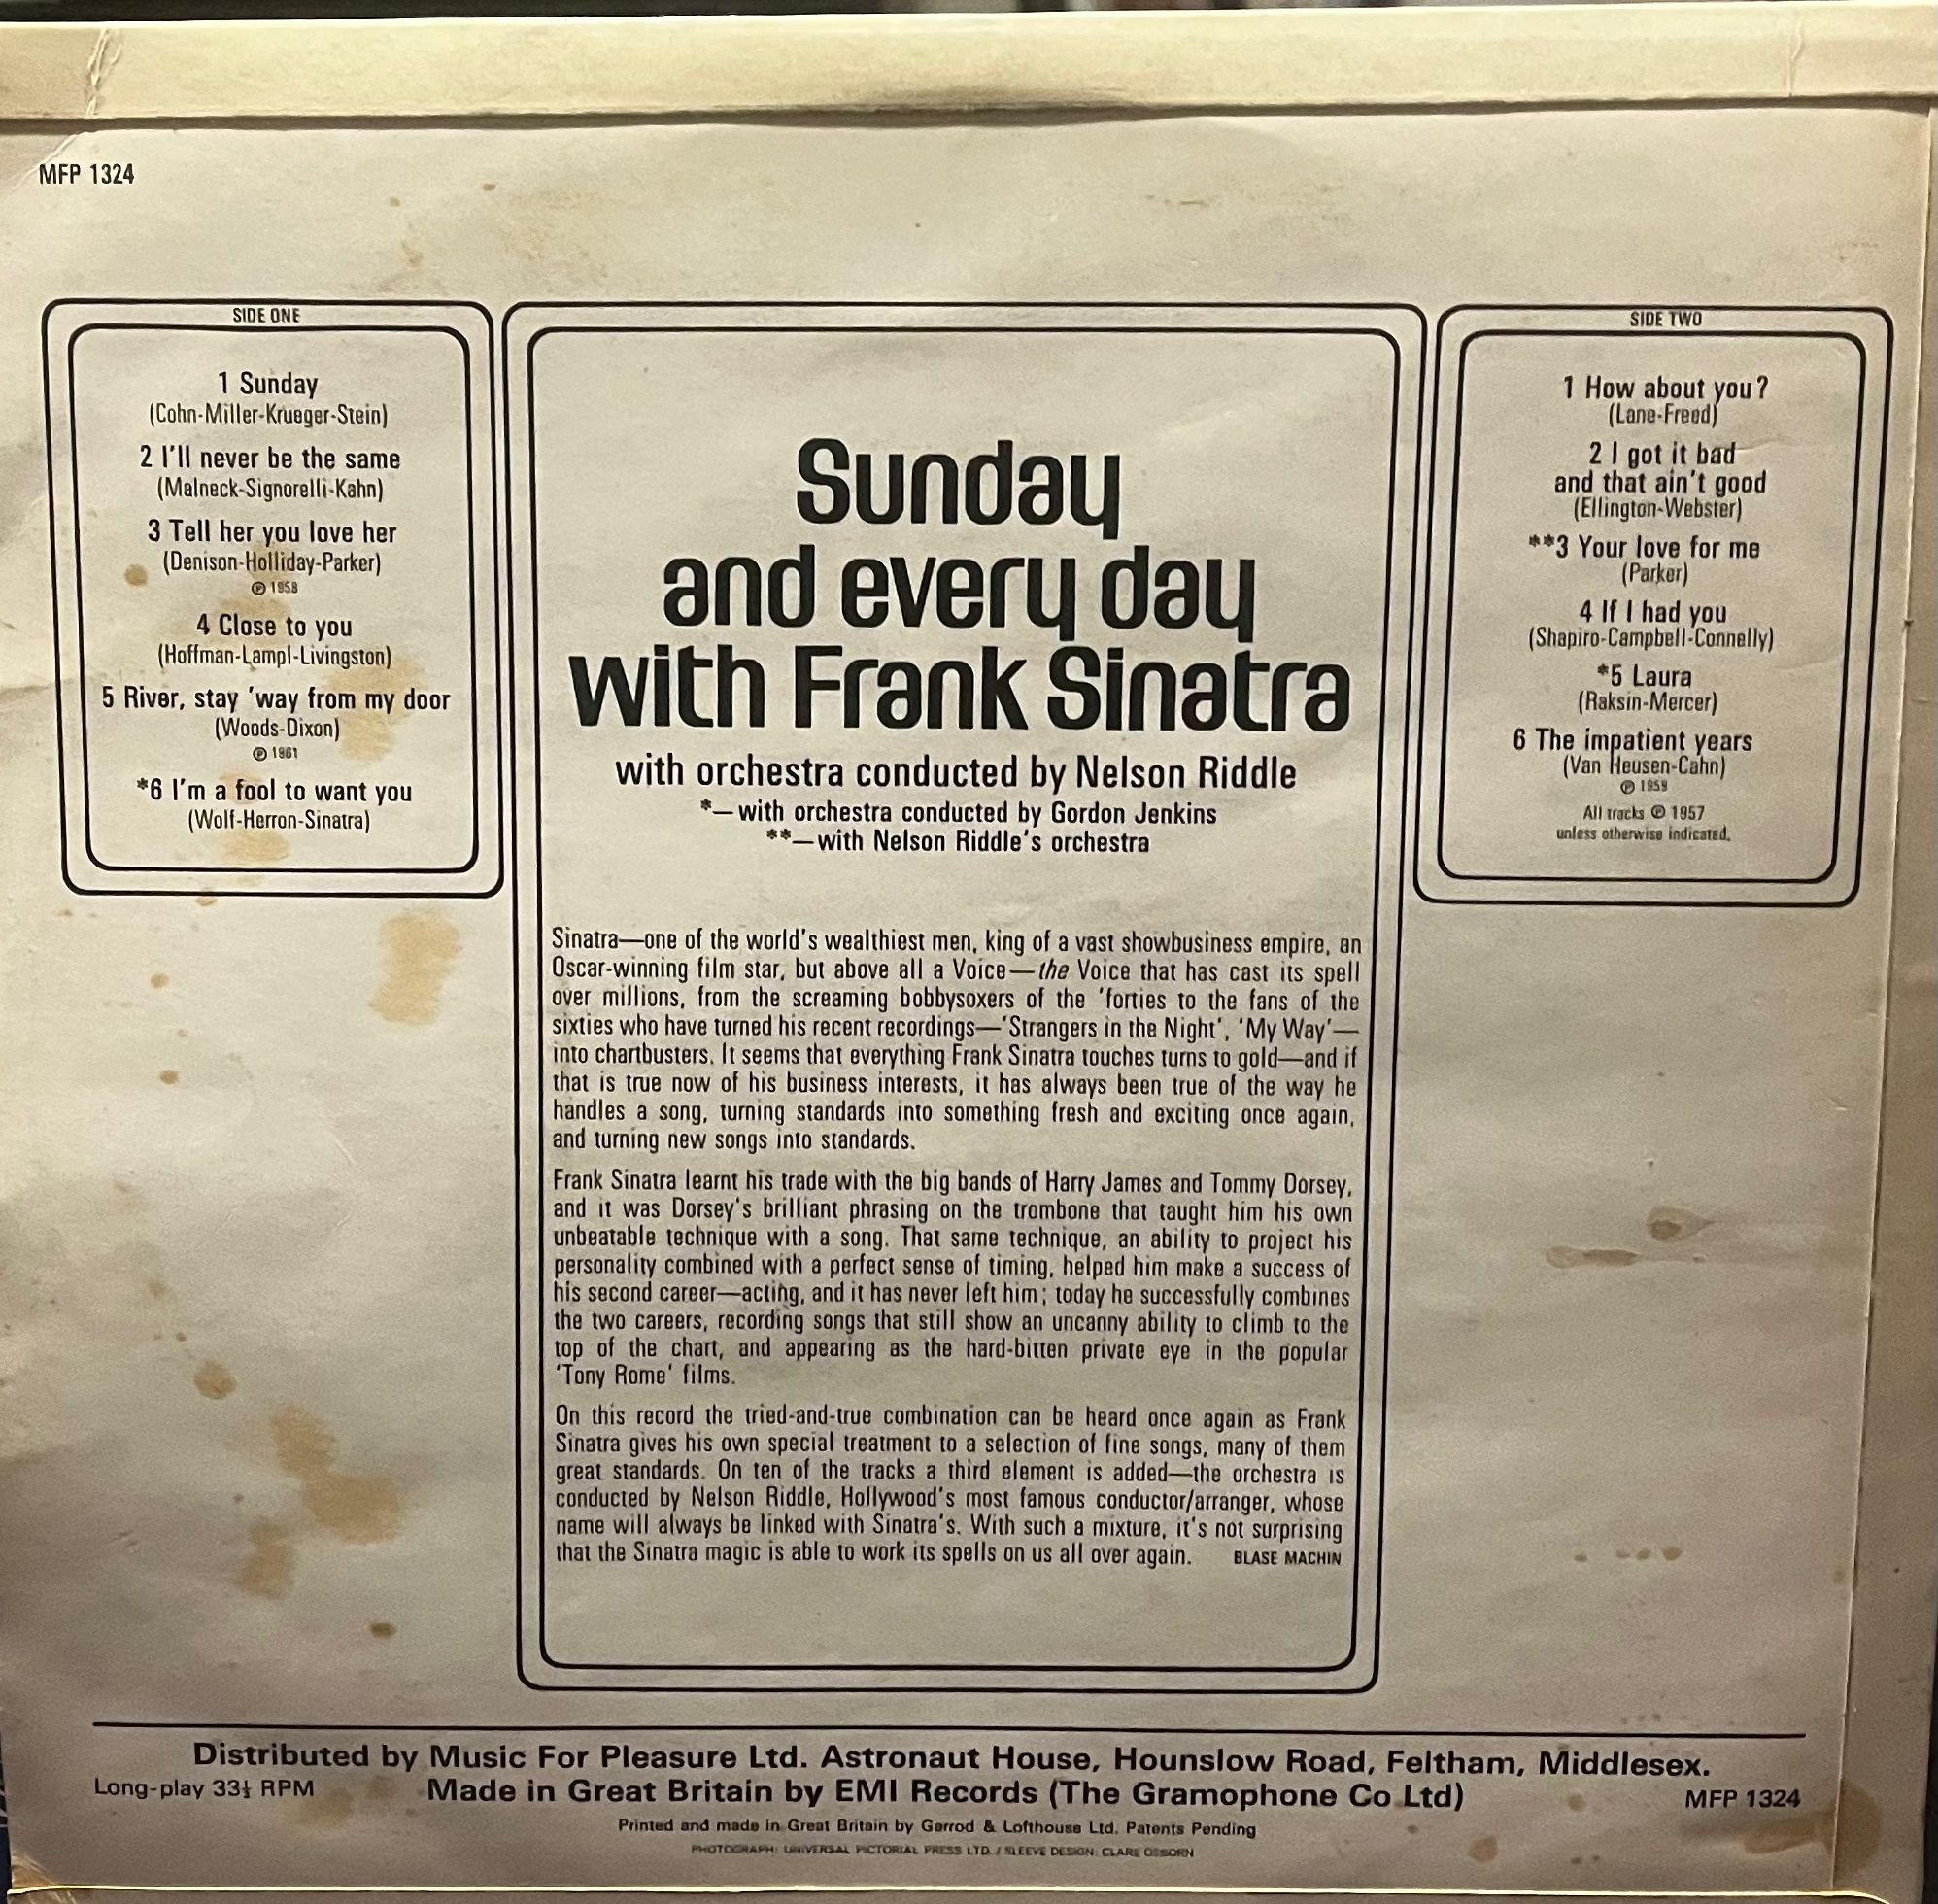 MFP 1324
SIDE ONE
1 Sunday
(Cohn-Miller-Krueger-Stein)
2 I'll never be the same
(Malneck-Signorelli-Kahn)
3 Tell her you love her
(Denison-Holliday-Parker)
℗ 1958
4 Close to you
(Hoffman-Lampl-Livingston)
5 River, stay 'way from my door
(Woods-Dixon)
℗ 1961
*6 I'm a fool to want you
(Wolf-Herron-Sinatra)
Sunday
and every day
with Frank Sinatra
with orchestra conducted by Nelson Riddle
*—with orchestra conducted by Gordon Jenkins
**—with Nelson Riddle's orchestra
Sinatra—one of the world's wealthiest men, king of a vast showbusiness empire, an
Oscar-winning film star, but above all a Voice—the Voice that has cast its spell
over millions, from the screaming bobbysoxers of the 'forties to the fans of the
sixties who have turned his recent recordings—'Strangers in the Night', 'My Way'—
into chartbusters. It seems that everything Frank Sinatra touches turns to gold—and if
that is true now of his business interests, it has always been true of the way he
handles a song, turning standards into something fresh and exciting once again,
and turning new songs into standards.
Frank Sinatra learnt his trade with the big bands of Harry James and Tommy Dorsey,
and it was Dorsey's brilliant phrasing on the trombone that taught him his own
unbeatable technique with a song. That same technique, an ability to project his
personality combined with a perfect sense of timing, helped him make a success of
his second career—acting, and it has never left him; today he successfully combines
the two careers, recording songs that still show an uncanny ability to climb to the
top of the chart, and appearing as the hard-bitten private eye in the popular
'Tony Rome' films.
On this record the tried-and-true combination can be heard once again as Frank
Sinatra gives his own special treatment to a selection of fine songs, many of them
great standards. On ten of the tracks a third element is added—the orchestra is
conducted by Nelson Riddle, Hollywood's most famous conductor/arranger, whose
name will always be linked with Sinatra's. With such a mixture, it's not surprising
that the Sinatra magic is able to work its spells on us all over again. BLASE MACHIN
SIDE TWO
1 How about you?
(Lane-Freed)
2 I got it bad
and that ain't good
(Ellington-Webster)
**3 Your love for me
(Parker)
4 If I had you
(Shapiro-Campbell-Connelly)
*5 Laura
(Raksin-Mercer)
6 The impatient years
(Van Heusen-Cahn)
℗ 1959
All tracks ℗ 1957
unless otherwise indicated.
Distributed by Music For Pleasure Ltd. Astronaut House, Hounslow Road, Feltham, Middlesex.
Long-play 33⅓ RPM Made in Great Britain by EMI Records (The Gramophone Co Ltd) MFP 1324
Printed and made in Great Britain by Garrod & Lofthouse Ltd. Patents Pending
PHOTOGRAPH: UNIVERSAL PICTORIAL PRESS LTD. / SLEEVE DESIGN: CLARE OSBORN